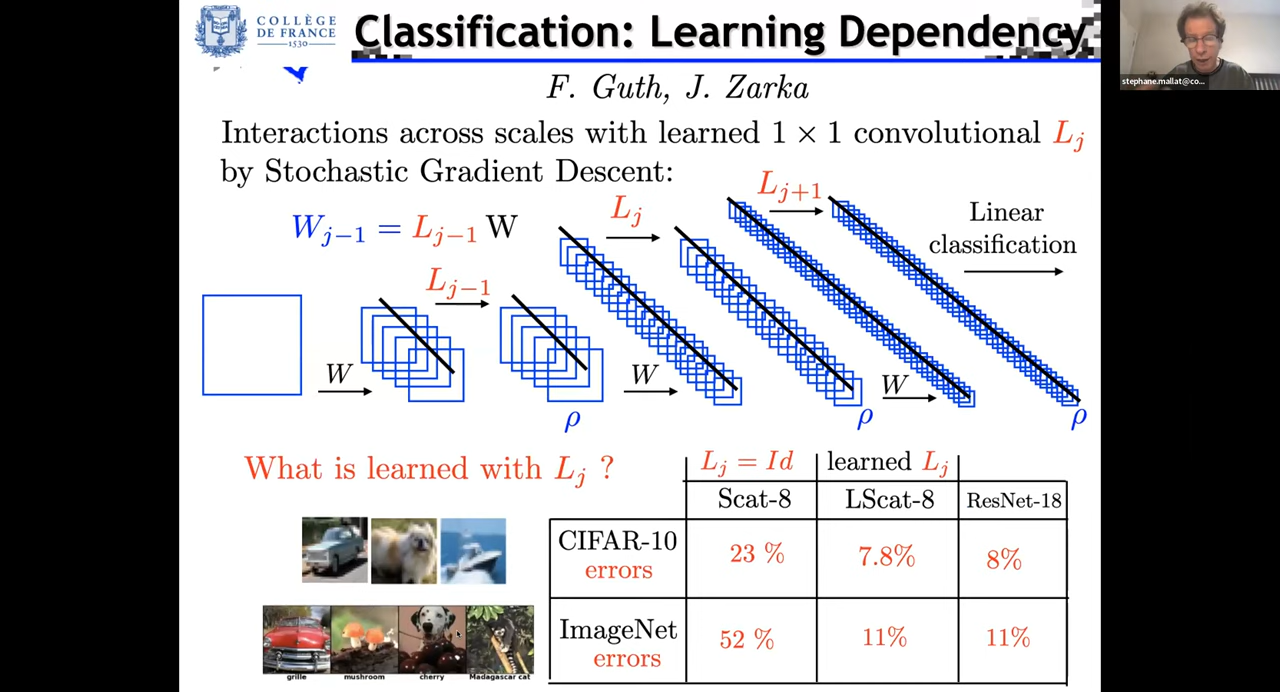 COLLÈGE
DE FRANCE
1530
Classification: Learning Dependency
stephane.mallat@co...
F. Guth, J. Zarka
Interactions across scales with learned 1 × 1 convolutional L_j
by Stochastic Gradient Descent:
L_{j+1}
L_j
Linear
classification
W_{j−1} = L_{j−1} W
L_{j−1}
W
W
W
ρ
ρ
ρ
What is learned with L_j ?
L_j = Id
learned L_j
Scat-8
LScat-8
ResNet-18
CIFAR-10
errors
23 %
7.8%
8%
ImageNet
errors
52 %
11%
11%
grille
mushroom
cherry
Madagascar cat